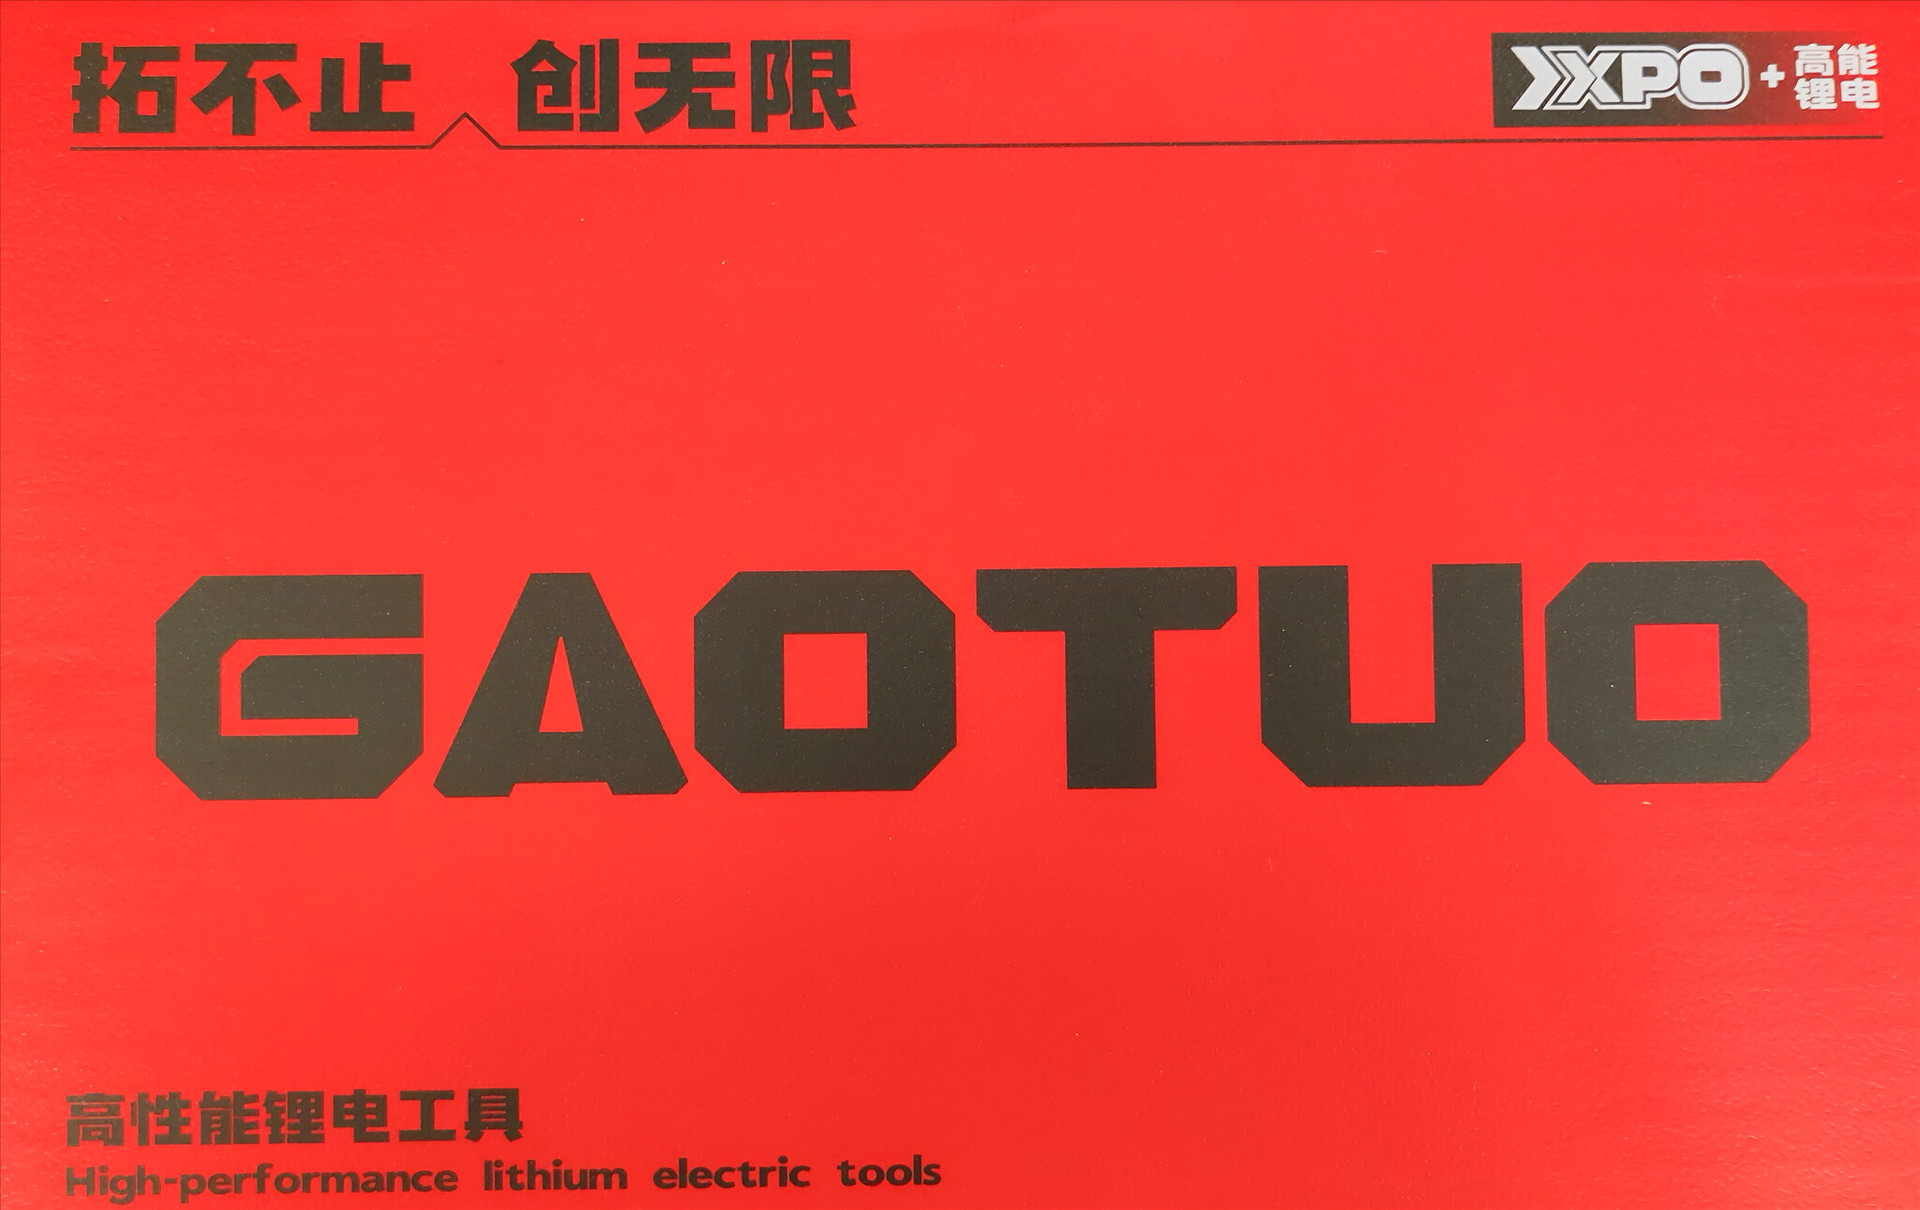 拓不止 创无限
XXPO+高能
锂电
GAOTUO
高性能锂电工具
High-performance lithium electric tools